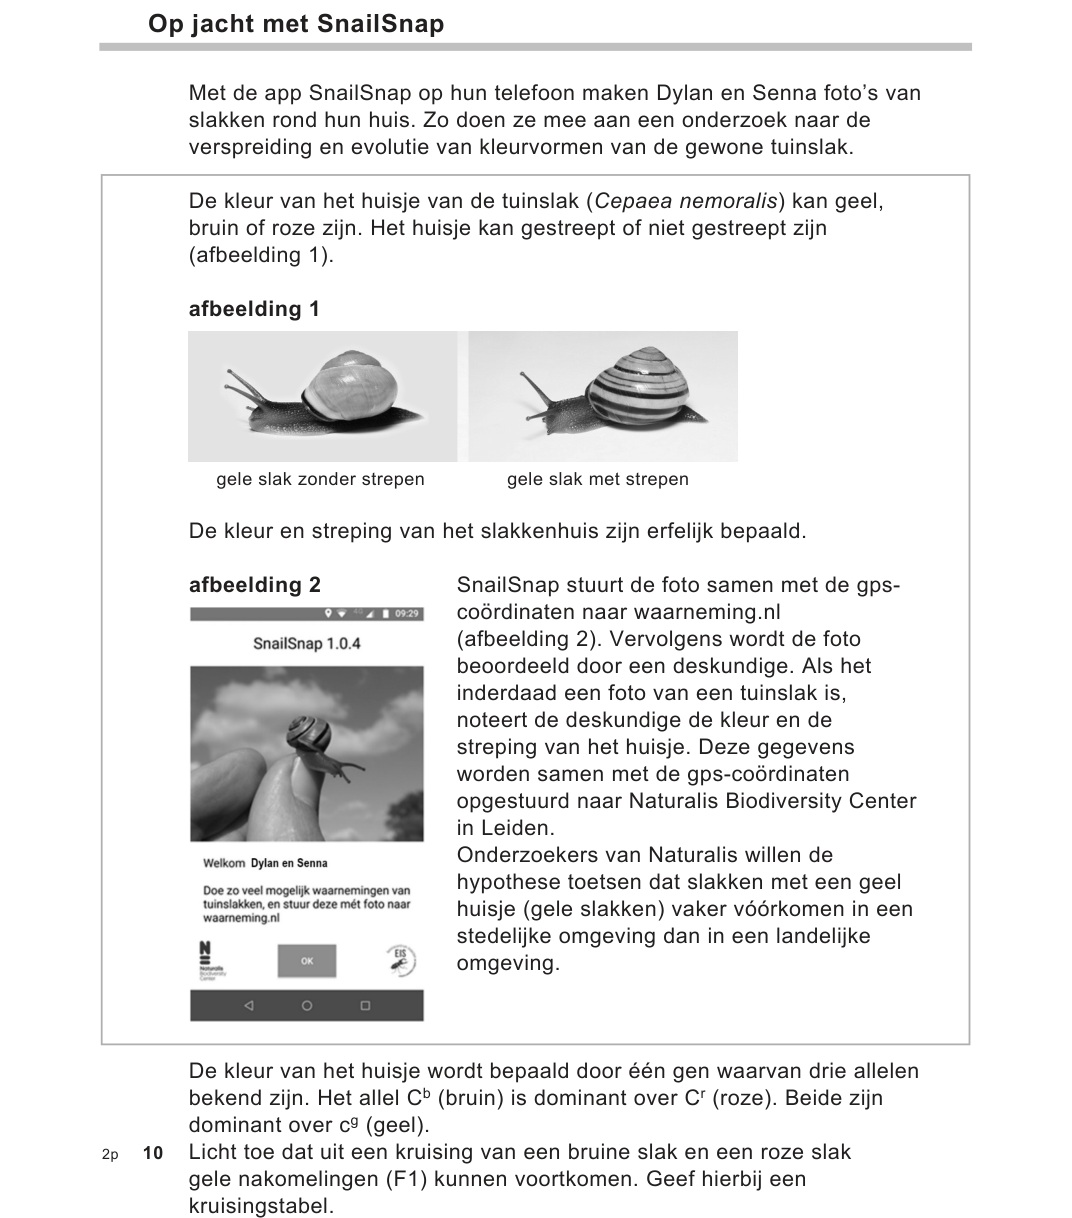 Op jacht met SnailSnap
Met de app SnailSnap op hun telefoon maken Dylan en Senna foto’s van
slakken rond hun huis. Zo doen ze mee aan een onderzoek naar de
verspreiding en evolutie van kleurvormen van de gewone tuinslak.
De kleur van het huisje van de tuinslak (Cepaea nemoralis) kan geel,
bruin of roze zijn. Het huisje kan gestreept of niet gestreept zijn
(afbeelding 1).
afbeelding 1
gele slak zonder strepen
gele slak met strepen
De kleur en streping van het slakkenhuis zijn erfelijk bepaald.
afbeelding 2
4G 09:29
SnailSnap 1.0.4
Welkom Dylan en Senna
Doe zo veel mogelijk waarnemingen van
tuinslakken, en stuur deze mét foto naar
waarneming.nl
Naturalis
Biodiversity
Center
OK
EIS
SnailSnap stuurt de foto samen met de gps-
coördinaten naar waarneming.nl
(afbeelding 2). Vervolgens wordt de foto
beoordeeld door een deskundige. Als het
inderdaad een foto van een tuinslak is,
noteert de deskundige de kleur en de
streping van het huisje. Deze gegevens
worden samen met de gps-coördinaten
opgestuurd naar Naturalis Biodiversity Center
in Leiden.
Onderzoekers van Naturalis willen de
hypothese toetsen dat slakken met een geel
huisje (gele slakken) vaker vóórkomen in een
stedelijke omgeving dan in een landelijke
omgeving.
De kleur van het huisje wordt bepaald door één gen waarvan drie allelen
bekend zijn. Het allel Cᵇ (bruin) is dominant over Cʳ (roze). Beide zijn
dominant over cᵍ (geel).
2p 10 Licht toe dat uit een kruising van een bruine slak en een roze slak
gele nakomelingen (F1) kunnen voortkomen. Geef hierbij een
kruisingstabel.